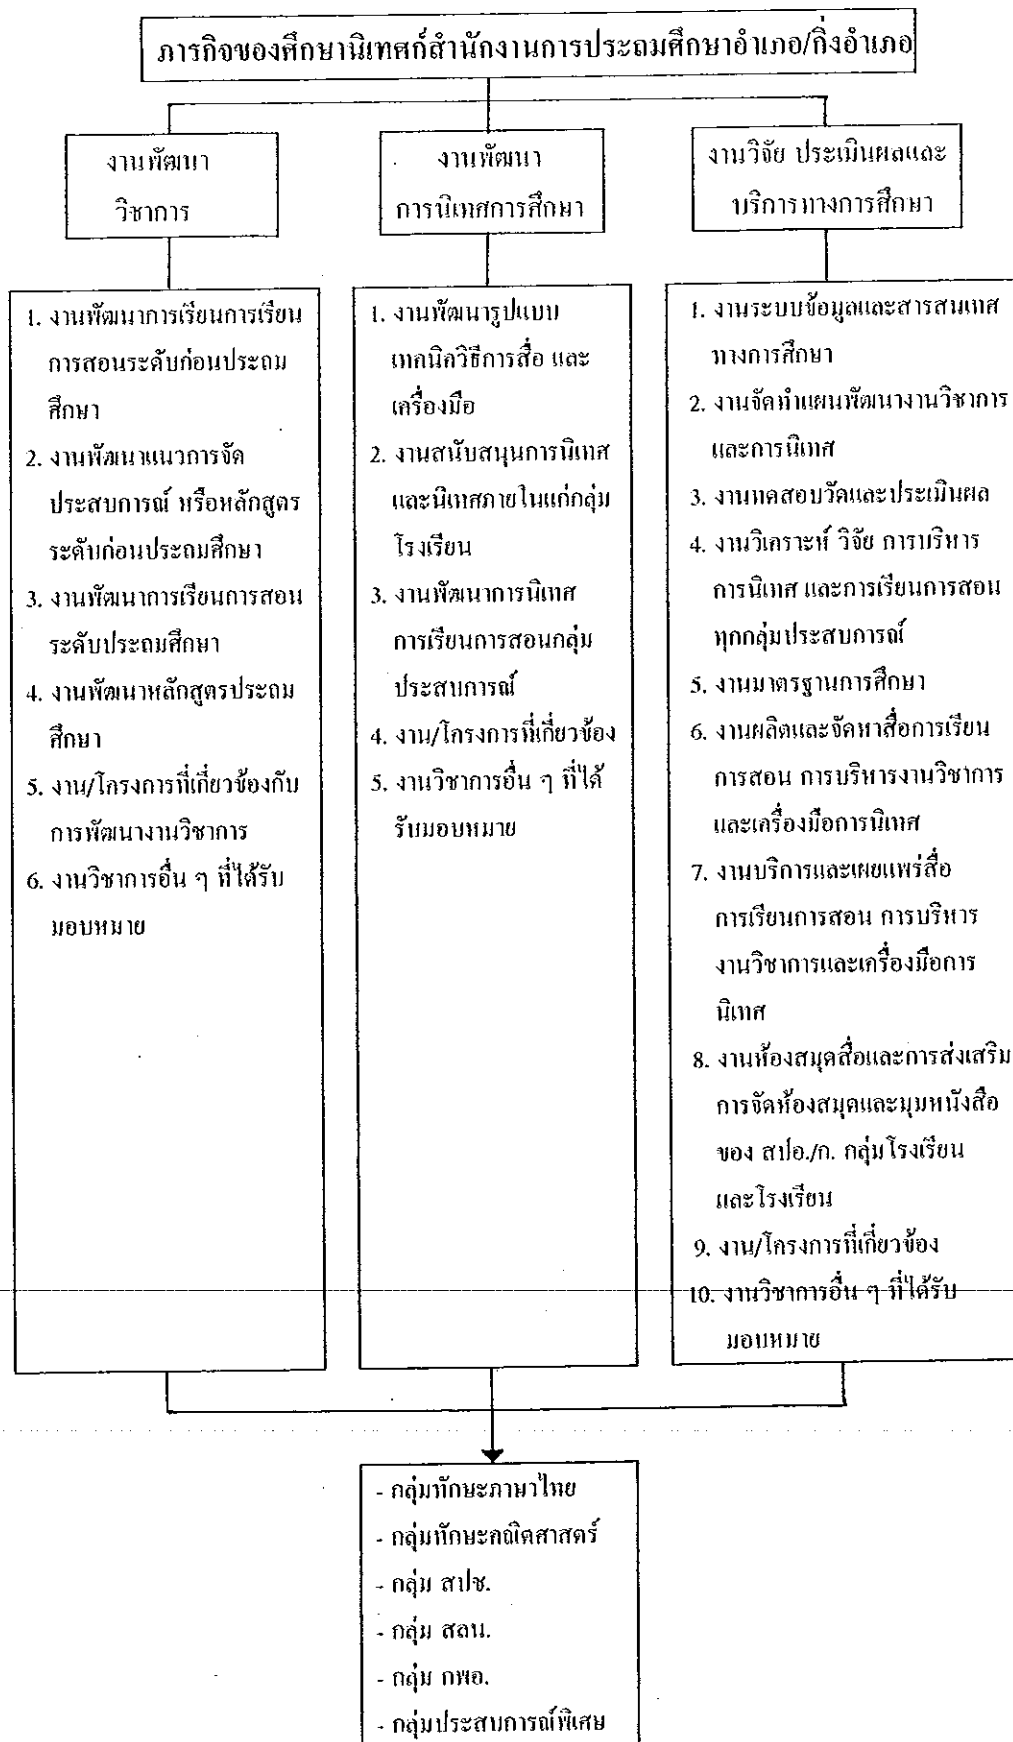 ภารกิจของศึกษานิเทศก์สำนักงานการประถมศึกษาอำเภอ/กิ่งอำเภอ
งานพัฒนา
วิชาการ
งานพัฒนา
การนิเทศการศึกษา
งานวิจัย ประเมินผลและ
บริการทางการศึกษา
1. งานพัฒนาการเรียนการเรียน
การสอนระดับก่อนประถม
ศึกษา
2. งานพัฒนาแนวการจัด
ประสบการณ์ หรือหลักสูตร
ระดับก่อนประถมศึกษา
3. งานพัฒนาการเรียนการสอน
ระดับประถมศึกษา
4. งานพัฒนาหลักสูตรประถม
ศึกษา
5. งาน/โครงการที่เกี่ยวข้องกับ
การพัฒนางานวิชาการ
6. งานวิชาการอื่น ๆ ที่ได้รับ
มอบหมาย
1. งานพัฒนารูปแบบ
เทคนิควิธีการสื่อ และ
เครื่องมือ
2. งานสนับสนุนการนิเทศ
และนิเทศภายในแก่กลุ่ม
โรงเรียน
3. งานพัฒนาการนิเทศ
การเรียนการสอนกลุ่ม
ประสบการณ์
4. งาน/โครงการที่เกี่ยวข้อง
5. งานวิชาการอื่น ๆ ที่ได้
รับมอบหมาย
1. งานระบบข้อมูลและสารสนเทศ
ทางการศึกษา
2. งานจัดทำแผนพัฒนางานวิชาการ
และการนิเทศ
3. งานทดสอบวัดและประเมินผล
4. งานวิเคราะห์ วิจัย การบริหาร
การนิเทศ และการเรียนการสอน
ทุกกลุ่มประสบการณ์
5. งานมาตรฐานการศึกษา
6. งานผลิตและจัดหาสื่อการเรียน
การสอน การบริหารงานวิชาการ
และเครื่องมือการนิเทศ
7. งานบริการและเผยแพร่สื่อ
การเรียนการสอน การบริหาร
งานวิชาการและเครื่องมือการ
นิเทศ
8. งานห้องสมุดสื่อและการส่งเสริม
การจัดห้องสมุดและมุมหนังสือ
ของ สปอ./ก. กลุ่มโรงเรียน
และโรงเรียน
9. งาน/โครงการที่เกี่ยวข้อง
10. งานวิชาการอื่น ๆ ที่ได้รับ
มอบหมาย
- กลุ่มทักษะภาษาไทย
- กลุ่มทักษะคณิตศาสตร์
- กลุ่ม สปช.
- กลุ่ม สลน.
- กลุ่ม กพอ.
- กลุ่มประสบการณ์พิเศษ